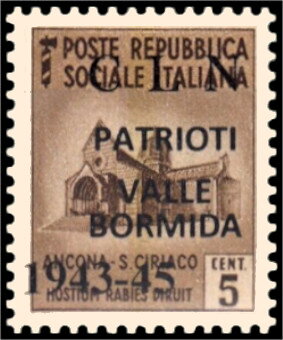 POSTE REPUBBLICA
SOCIALE ITALIANA
C L N
PATRIOTI
VALLE
BORMIDA
ANCONA - S. CIRIACO
CENT.
1943-45
HOSTIUM RABIES DIRUIT
5